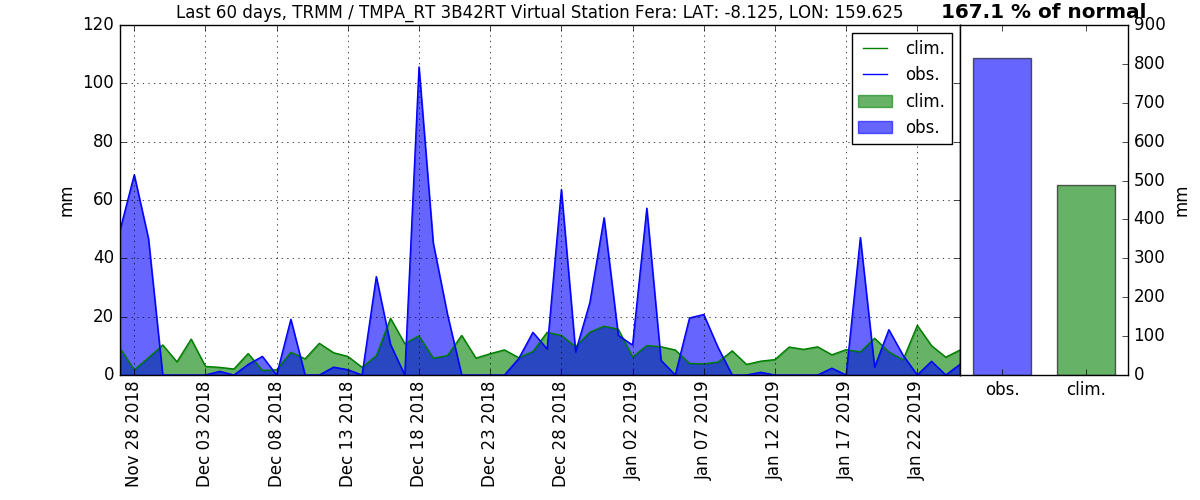 Last 60 days, TRMM / TMPA_RT 3B42RT Virtual Station Fera: LAT: -8.125, LON: 159.625
167.1 % of normal
120
100
80
60
40
20
0
mm
clim.
obs.
clim.
obs.
Nov 28 2018
Dec 03 2018
Dec 08 2018
Dec 13 2018
Dec 18 2018
Dec 23 2018
Dec 28 2018
Jan 02 2019
Jan 07 2019
Jan 12 2019
Jan 17 2019
Jan 22 2019
900
800
700
600
500
400
300
200
100
0
mm
obs.
clim.